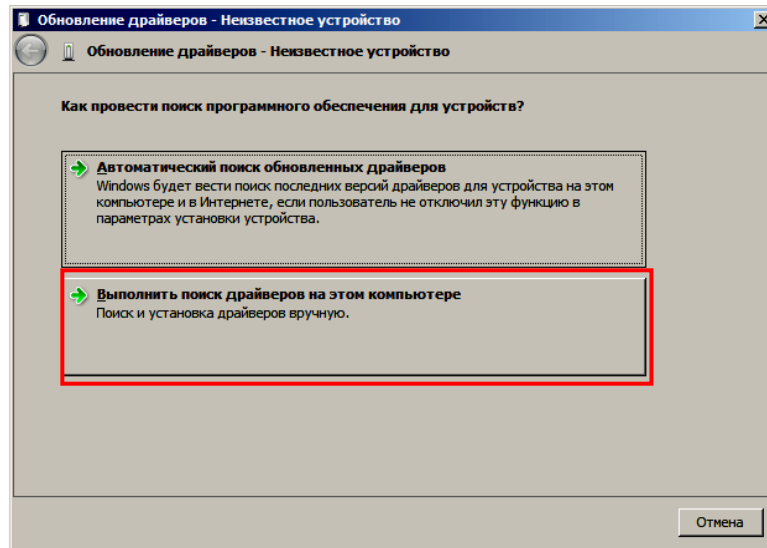 Обновление драйверов - Неизвестное устройство
Обновление драйверов - Неизвестное устройство
Как провести поиск программного обеспечения для устройств?
Автоматический поиск обновленных драйверов
Windows будет вести поиск последних версий драйверов для устройства на этом
компьютере и в Интернете, если пользователь не отключил эту функцию в
параметрах установки устройства.
Выполнить поиск драйверов на этом компьютере
Поиск и установка драйверов вручную.
Отмена